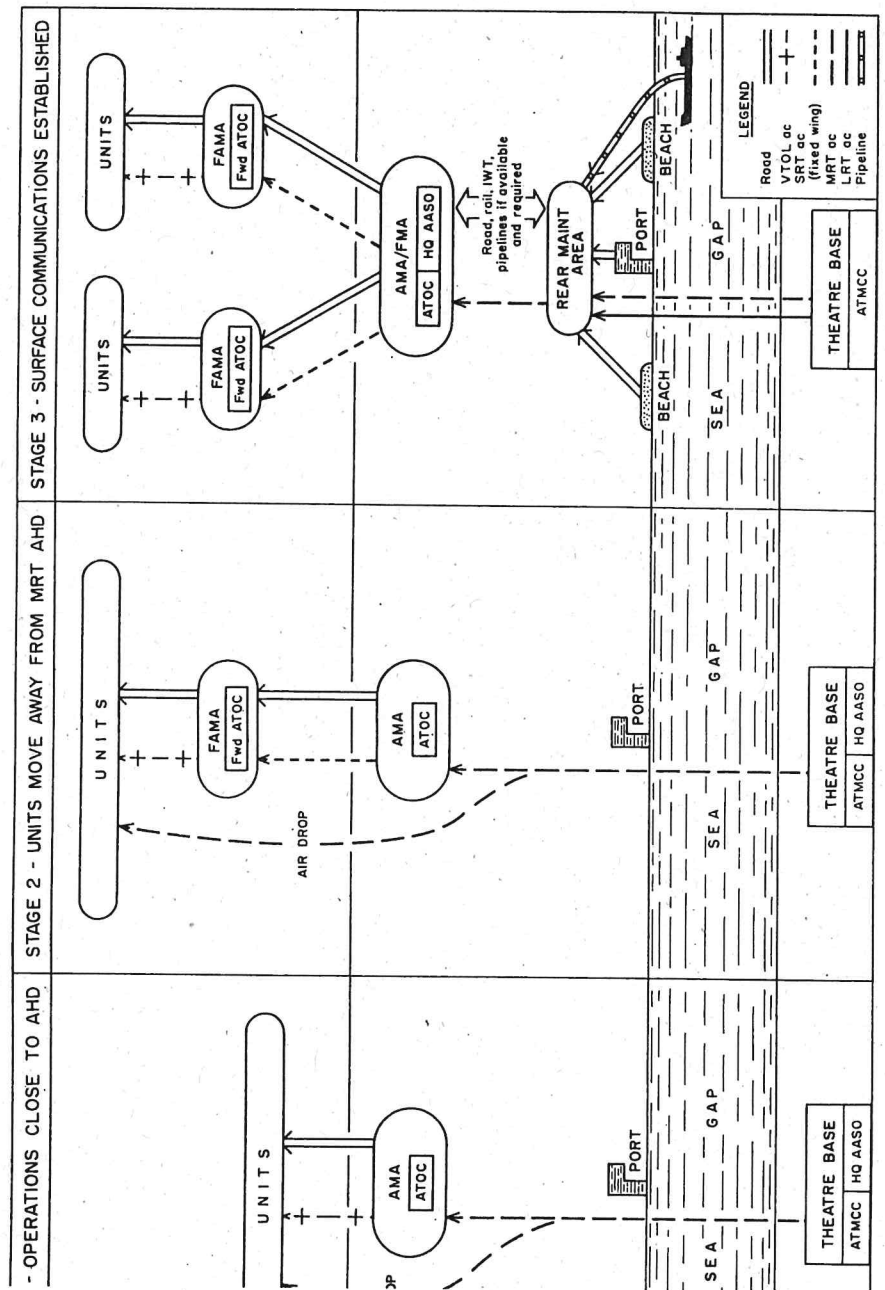 - OPERATIONS CLOSE TO AHD
UNITS
AMA
ATOC
OP
PORT
SEA GAP
THEATRE BASE
ATMCC HQ AASO
STAGE 2 - UNITS MOVE AWAY FROM MRT AHD
UNITS
FAMA
Fwd ATOC
AIR DROP
AMA
ATOC
PORT
SEA GAP
THEATRE BASE
ATMCC HQ AASO
STAGE 3 - SURFACE COMMUNICATIONS ESTABLISHED
UNITS
UNITS
FAMA
Fwd ATOC
FAMA
Fwd ATOC
AMA/FMA
ATOC HQ AASO
Road, rail, IWT,
pipelines if available
and required
REAR MAINT
AREA
BEACH
PORT
BEACH
SEA GAP
THEATRE BASE
ATMCC
LEGEND
Road
VTOL ac
SRT ac
(fixed wing)
MRT ac
LRT ac
Pipeline